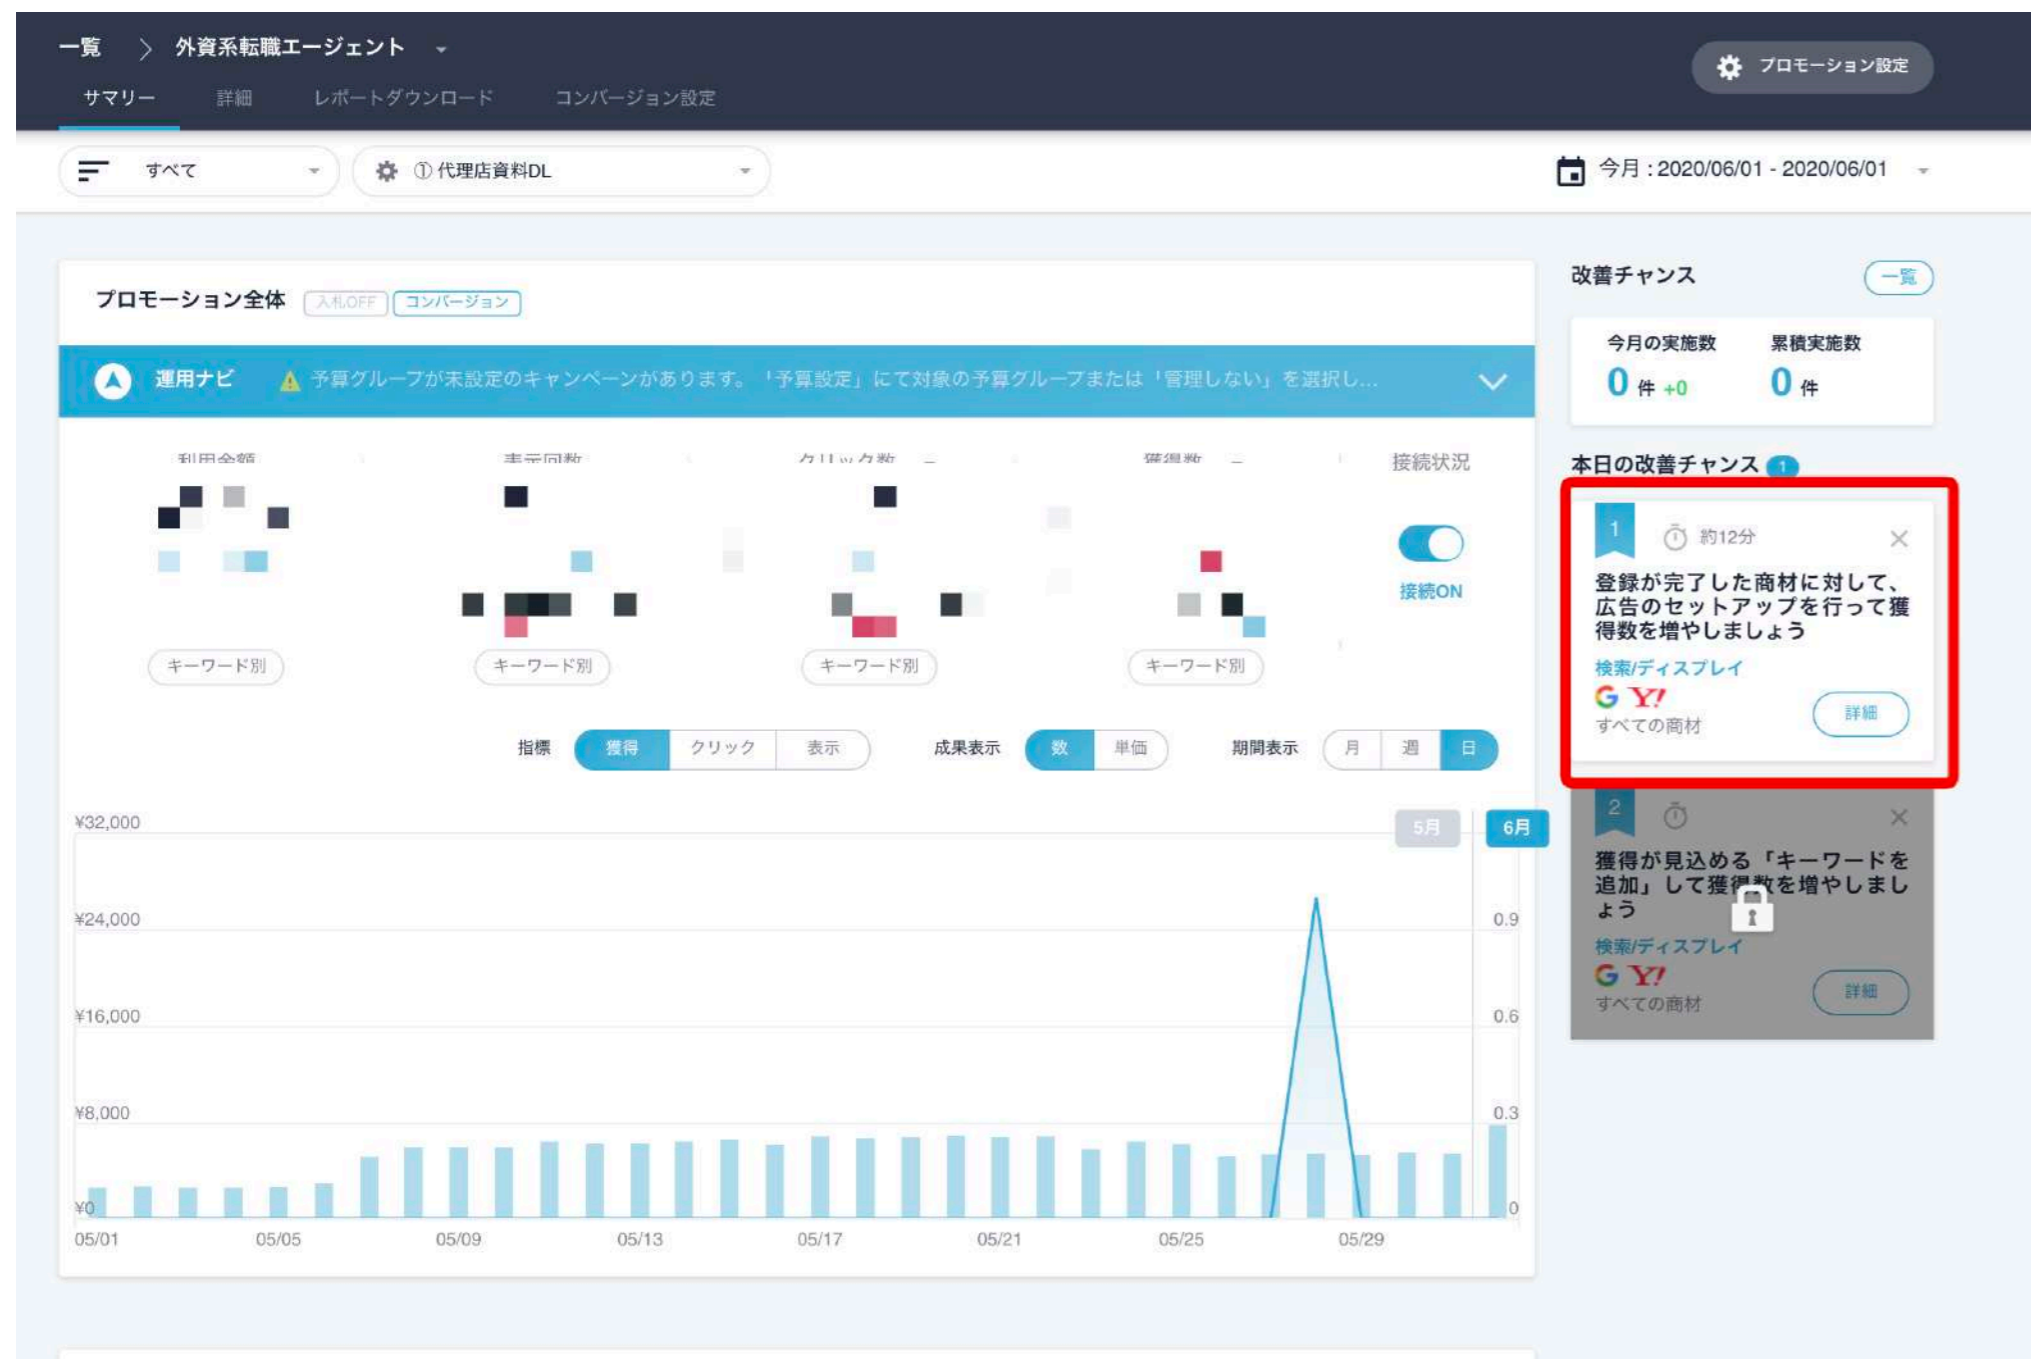 一覧 〉 外資系転職エージェント
プロモーション設定
サマリー 詳細 レポートダウンロード コンバージョン設定
すべて ① 代理店資料DL
今月 : 2020/06/01 - 2020/06/01
プロモーション全体 入札OFF コンバージョン
運用ナビ 予算グループが未設定のキャンペーンがあります。「予算設定」にて対象の予算グループまたは「管理しない」を選択し...
利用金額 表示回数 クリック数 獲得数 接続状況
接続ON
キーワード別 キーワード別 キーワード別 キーワード別
指標 獲得 クリック 表示 成果表示 数 単価 期間表示 月 週 日
5月 6月
¥32,000
¥24,000 0.9
¥16,000 0.6
¥8,000 0.3
¥0 0
05/01 05/05 05/09 05/13 05/17 05/21 05/25 05/29
改善チャンス 一覧
今月の実施数 累積実施数
0 件 +0 0 件
本日の改善チャンス 1
1 約12分
登録が完了した商材に対して、
広告のセットアップを行って獲
得数を増やしましょう
検索/ディスプレイ
G Y!
すべての商材 詳細
2
獲得が見込める「キーワードを
追加」して獲得数を増やしまし
ょう
検索/ディスプレイ
G Y!
すべての商材 詳細